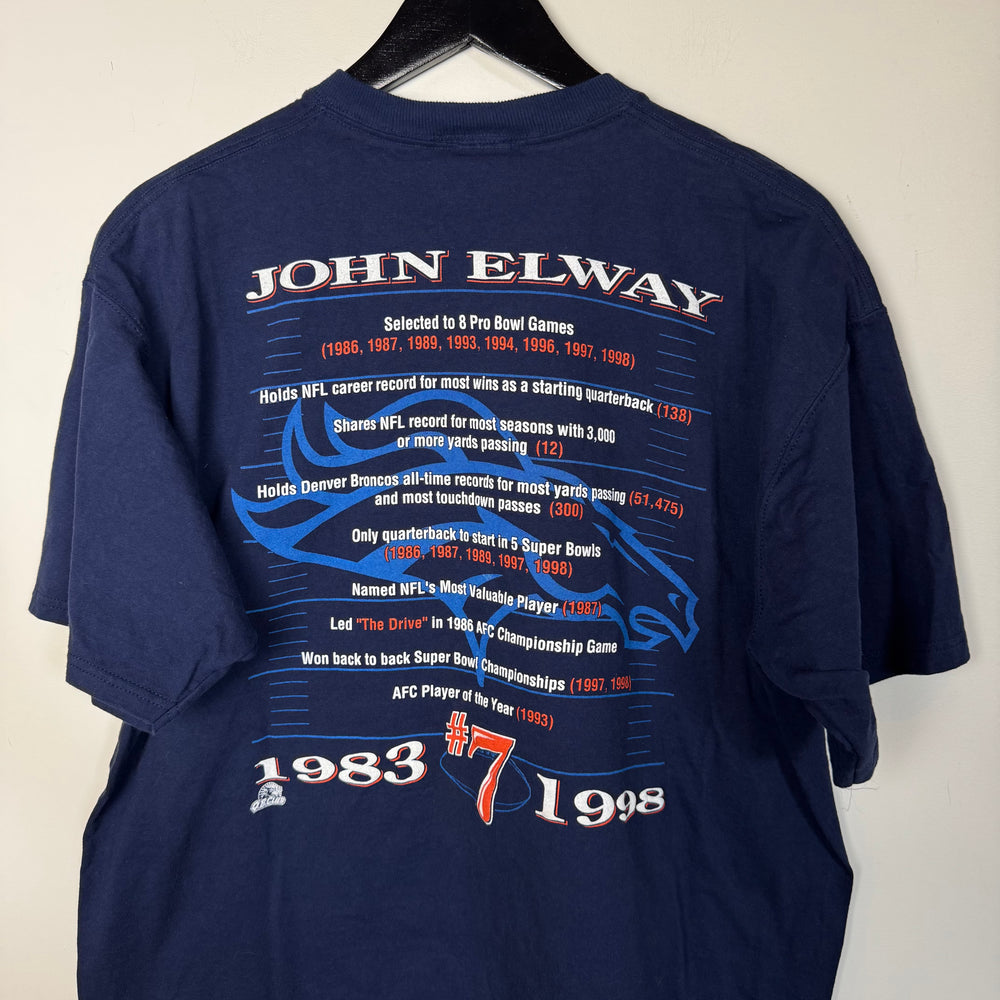 JOHN ELWAY
Selected to 8 Pro Bowl Games
(1986, 1987, 1989, 1993, 1994, 1996, 1997, 1998)
Holds NFL career record for most wins as a starting quarterback (138)
Shares NFL record for most seasons with 3,000
or more yards passing (12)
Holds Denver Broncos all-time records for most yards passing (51,475)
and most touchdown passes (300)
Only quarterback to start in 5 Super Bowls
(1986, 1987, 1989, 1997, 1998)
Named NFL's Most Valuable Player (1987)
Led "The Drive" in 1986 AFC Championship Game
Won back to back Super Bowl Championships (1997, 1998)
AFC Player of the Year (1993)
1983 #7 1998